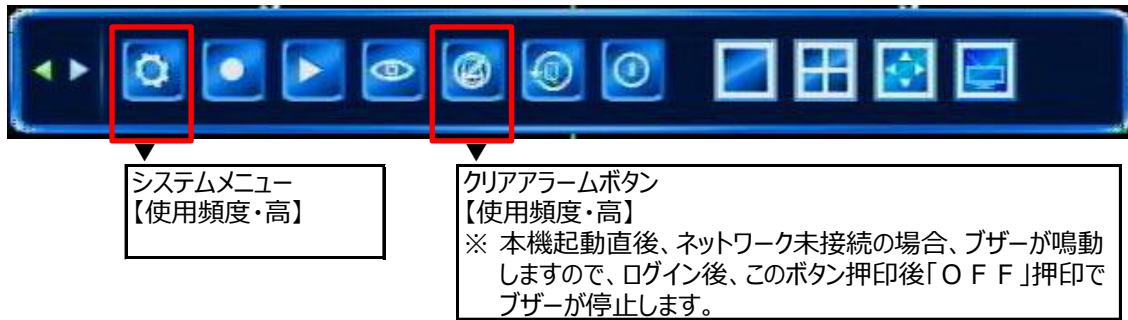 システムメニュー
【使用頻度・高】
クリアアラームボタン
【使用頻度・高】
※ 本機起動直後、ネットワーク未接続の場合、ブザーが鳴動
しますので、ログイン後、このボタン押印後「ＯＦＦ」押印で
ブザーが停止します。